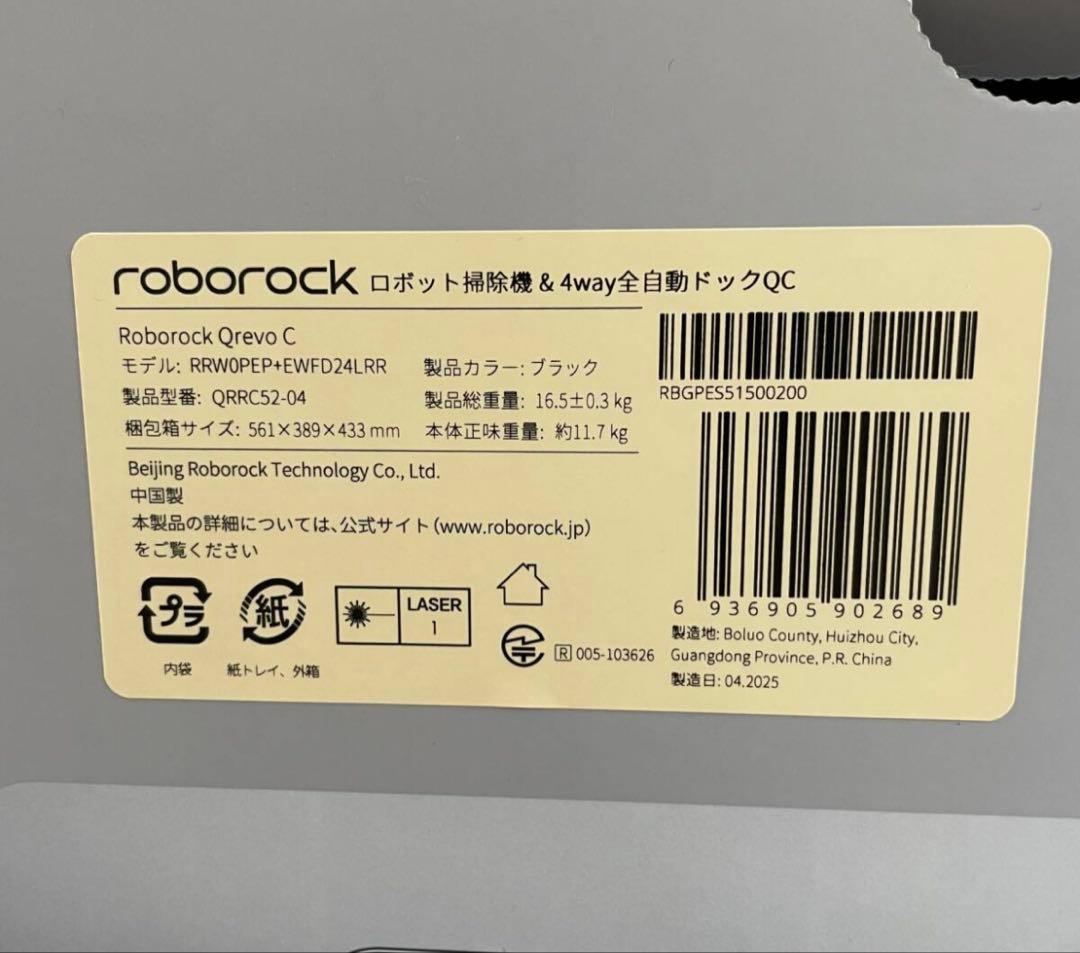 roborock ロボット掃除機 & 4way全自動ドックQC
Roborock Qrevo C
モデル: RRW0PEP+EWFD24LRR 製品カラー: ブラック
製品型番: QRRC52-04 製品総重量: 16.5±0.3 kg
梱包箱サイズ: 561×389×433 mm 本体正味重量: 約11.7 kg
Beijing Roborock Technology Co., Ltd.
中国製
本製品の詳細については、公式サイト(www.roborock.jp)
をご覧ください
プラ
内袋
紙
紙トレイ、外箱
LASER
1
R 005-103626
RBGPES51500200
6 936905 902689
製造地: Boluo County, Huizhou City,
Guangdong Province, P.R. China
製造日: 04.2025